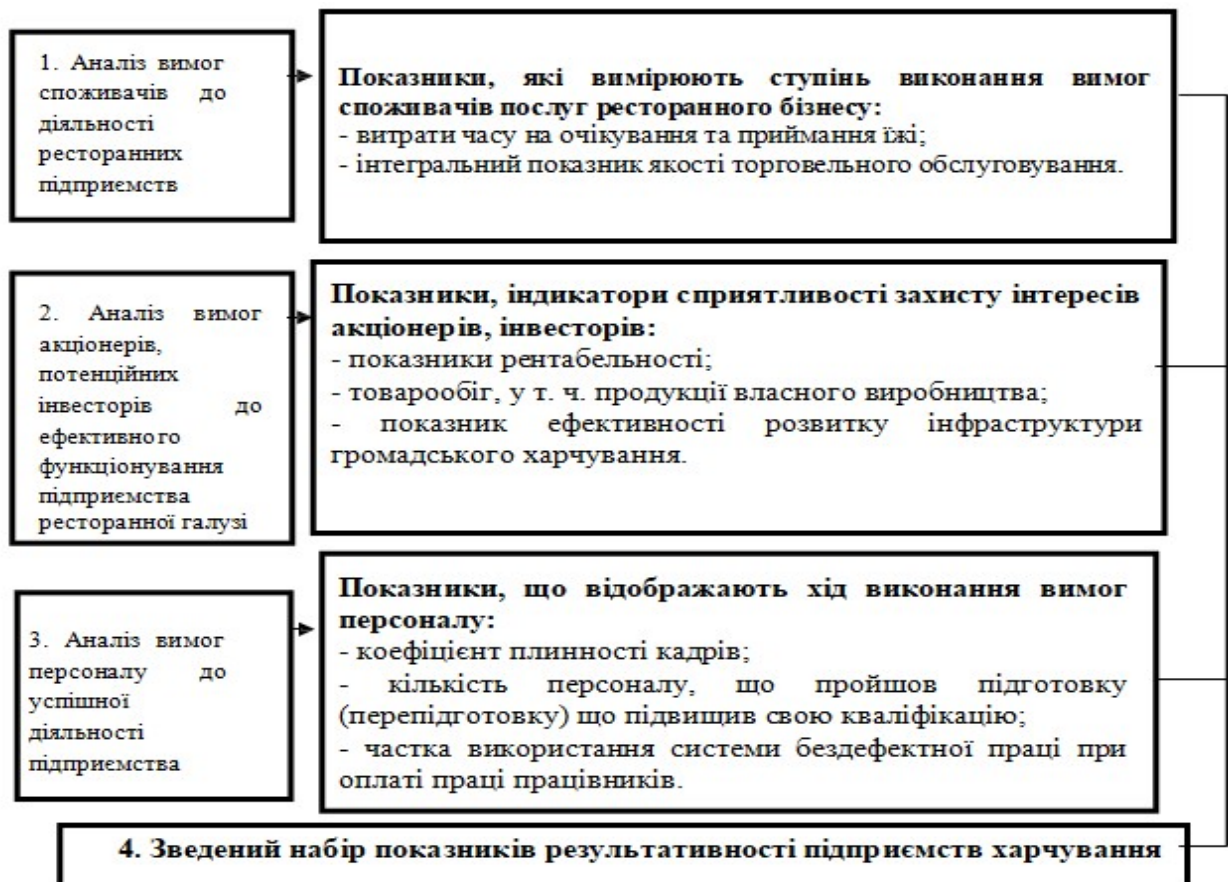 1. Аналіз вимог
споживачів до
діяльності
ресторанних
підприємств
Показники, які вимірюють ступінь виконання вимог
споживачів послуг ресторанного бізнесу:
- витрати часу на очікування та приймання їжі;
- інтегральний показник якості торговельного обслуговування.
2. Аналіз вимог
акціонерів,
потенційних
інвесторів до
ефективного
функціонування
підприємства
ресторанної галузі
Показники, індикатори сприятливості захисту інтересів
акціонерів, інвесторів:
- показники рентабельності;
- товарообіг, у т. ч. продукції власного виробництва;
- показник ефективності розвитку інфраструктури
громадського харчування.
3. Аналіз вимог
персоналу до
успішної
діяльності
підприємства
Показники, що відображають хід виконання вимог
персоналу:
- коефіцієнт плинності кадрів;
- кількість персоналу, що пройшов підготовку
(перепідготовку) що підвищив свою кваліфікацію;
- частка використання системи бездефектної праці при
оплаті праці працівників.
4. Зведений набір показників результативності підприємств харчування